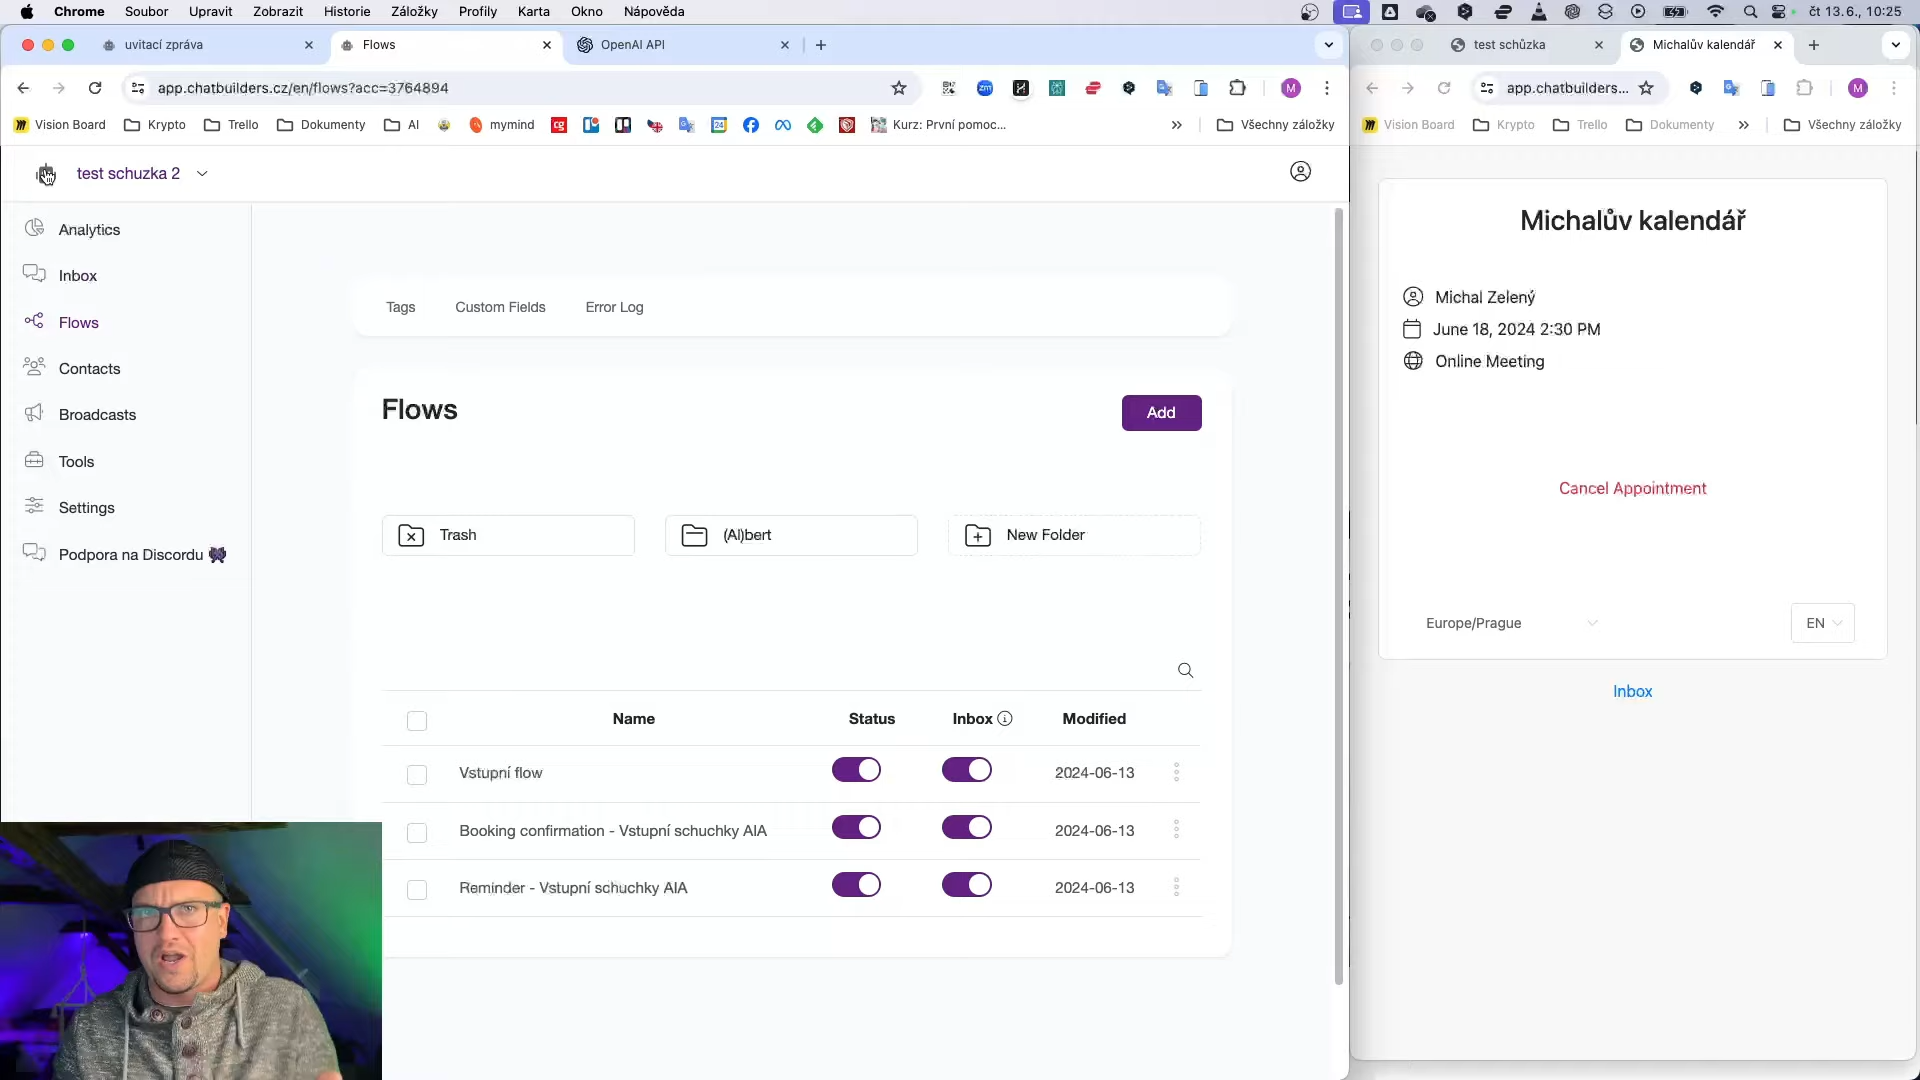 Chrome Soubor Upravit Zobrazit Historie Záložky Profily Karta Okno Nápověda čt 13.6., 10:25
uvitací zpráva Flows OpenAI API
app.chatbuilders.cz/en/flows?acc=3764894
Vision Board Krypto Trello Dokumenty AI mymind Kurz: První pomoc... Všechny záložky
test schuzka 2
Analytics
Inbox
Flows
Contacts
Broadcasts
Tools
Settings
Podpora na Discordu
Tags Custom Fields Error Log
Flows
Add
Trash (AI)bert New Folder
Name Status Inbox Modified
Vstupní flow 2024-06-13
Booking confirmation - Vstupní schuchky AIA 2024-06-13
Reminder - Vstupní schuchky AIA 2024-06-13
test schůzka Michalův kalendář
app.chatbuilders...
Vision Board Krypto Trello Dokumenty Všechny záložky
Michalův kalendář
Michal Zelený
June 18, 2024 2:30 PM
Online Meeting
Cancel Appointment
Europe/Prague EN
Inbox